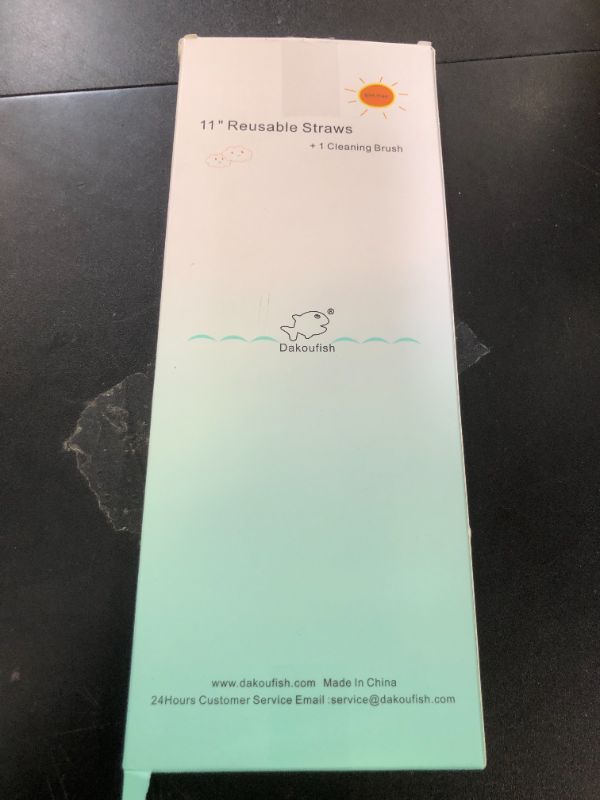 11" Reusable Straws
+ 1 Cleaning Brush
®
Dakoufish
www.dakoufish.com Made In China
24Hours Customer Service Email :service@dakoufish.com